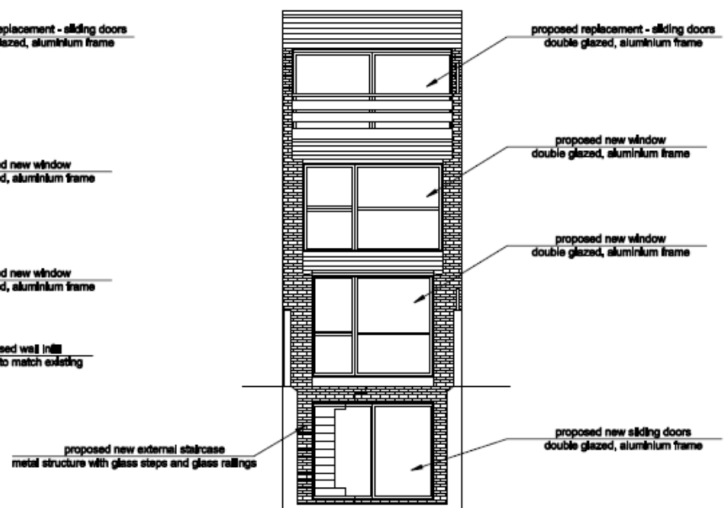 replacement - sliding doors
glazed, aluminium frame
new window
aluminium frame
new window
aluminium frame
wall infill
to match existing
proposed new external staircase
metal structure with glass steps and glass railings
proposed replacement - sliding doors
double glazed, aluminium frame
proposed new window
double glazed, aluminium frame
proposed new window
double glazed, aluminium frame
proposed new sliding doors
double glazed, aluminium frame